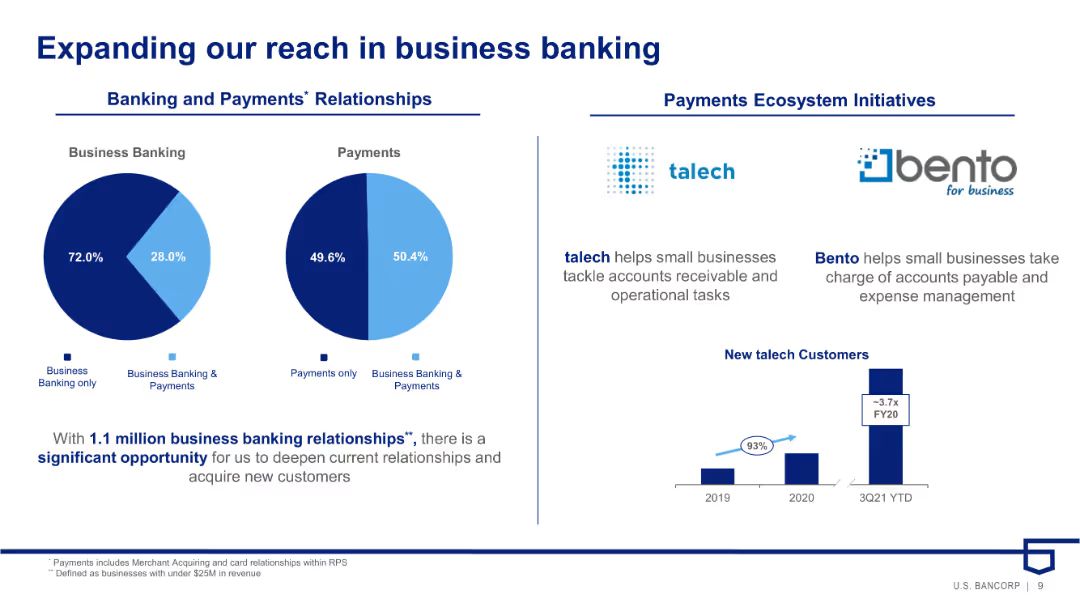 Expanding our reach in business banking
Banking and Payments* Relationships
Business Banking
72.0%
28.0%
Business
Banking only
Business Banking &
Payments
Payments
49.6%
50.4%
Payments only
Business Banking &
Payments
With 1.1 million business banking relationships**, there is a
significant opportunity for us to deepen current relationships and
acquire new customers
Payments Ecosystem Initiatives
talech
talech helps small businesses
tackle accounts receivable and
operational tasks
bento
for business
Bento helps small businesses take
charge of accounts payable and
expense management
New talech Customers
93%
~3.7x
FY20
2019
2020
3Q21 YTD
* Payments includes Merchant Acquiring and card relationships within RPS
** Defined as businesses with under $25M in revenue
U.S. BANCORP | 9